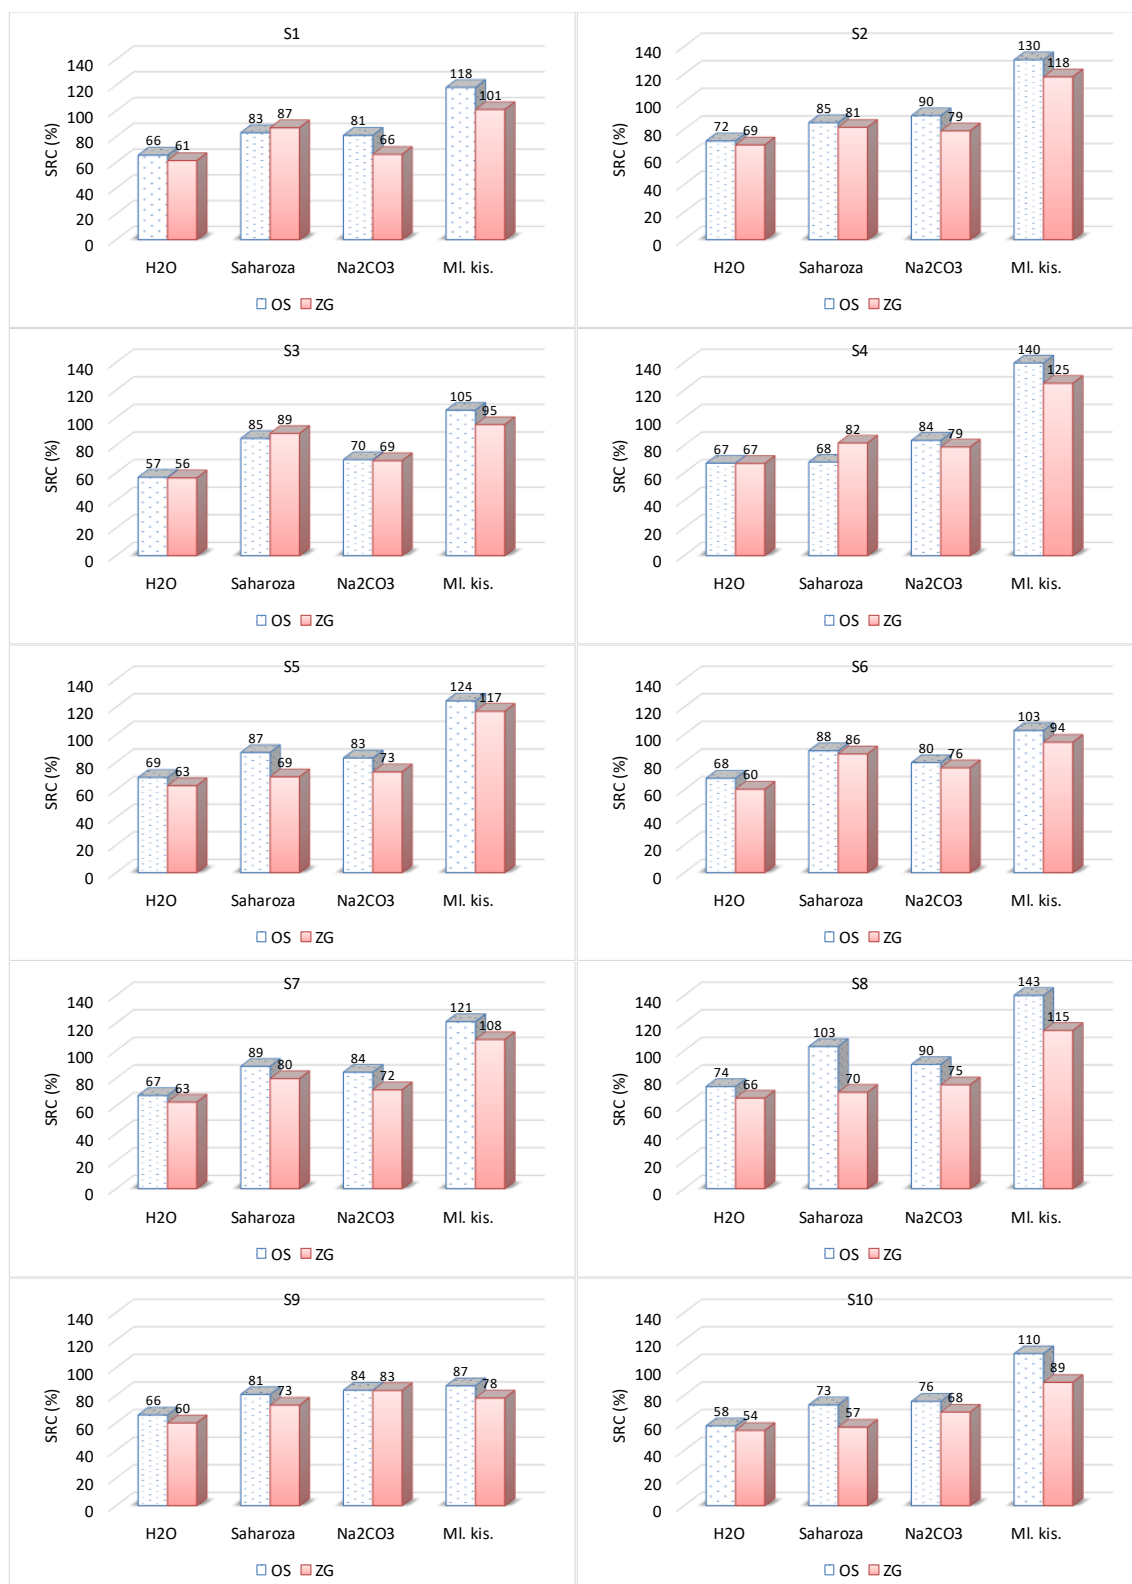 S1
SRC (%)
140
120
100
80
60
40
20
0
66 61 83 87 81 66 118 101
H2O Saharoza Na2CO3 Ml. kis.
OS ZG
S2
SRC (%)
140
120
100
80
60
40
20
0
72 69 85 81 90 79 130 118
H2O Saharoza Na2CO3 Ml. kis.
OS ZG
S3
SRC (%)
140
120
100
80
60
40
20
0
57 56 85 89 70 69 105 95
H2O Saharoza Na2CO3 Ml. kis.
OS ZG
S4
SRC (%)
140
120
100
80
60
40
20
0
67 67 68 82 84 79 140 125
H2O Saharoza Na2CO3 Ml. kis.
OS ZG
S5
SRC (%)
140
120
100
80
60
40
20
0
69 63 87 69 83 73 124 117
H2O Saharoza Na2CO3 Ml. kis.
OS ZG
S6
SRC (%)
140
120
100
80
60
40
20
0
68 60 88 86 80 76 103 94
H2O Saharoza Na2CO3 Ml. kis.
OS ZG
S7
SRC (%)
140
120
100
80
60
40
20
0
67 63 89 80 84 72 121 108
H2O Saharoza Na2CO3 Ml. kis.
OS ZG
S8
SRC (%)
140
120
100
80
60
40
20
0
74 66 103 70 90 75 143 115
H2O Saharoza Na2CO3 Ml. kis.
OS ZG
S9
SRC (%)
140
120
100
80
60
40
20
0
66 60 81 73 84 83 87 78
H2O Saharoza Na2CO3 Ml. kis.
OS ZG
S10
SRC (%)
140
120
100
80
60
40
20
0
58 54 73 57 76 68 110 89
H2O Saharoza Na2CO3 Ml. kis.
OS ZG